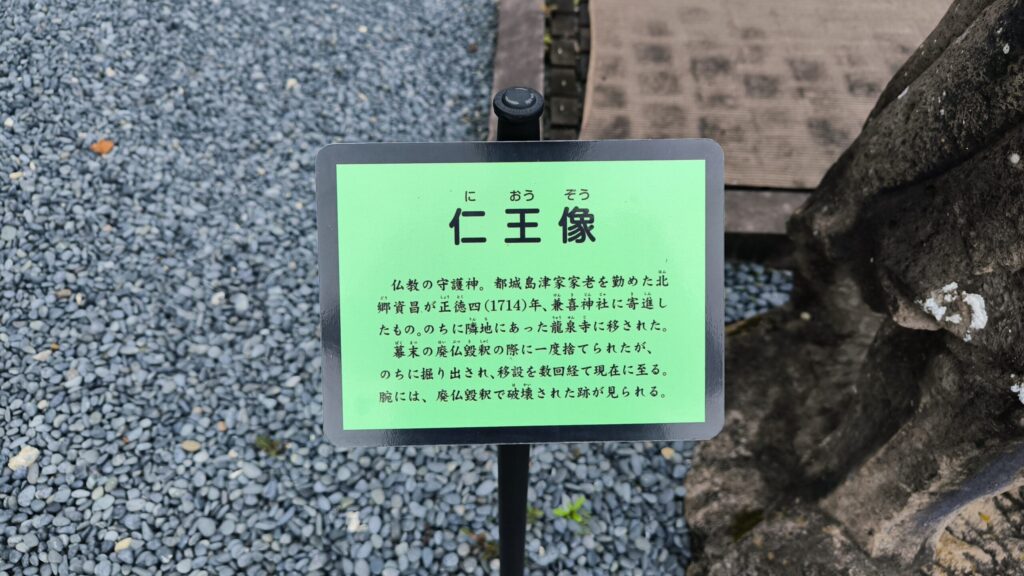 に おう ぞう
仁王像
仏教の守護神。都城島津家家老を勤めた北
郷資昌が正徳四(1714)年、兼喜神社に寄進し
たもの。のちに隣地にあった龍泉寺に移された。
幕末の廃仏毀釈の際に一度捨てられたが、
のちに掘り出され、移設を数回経て現在に至る。
腕には、廃仏毀釈で破壊された跡が見られる。